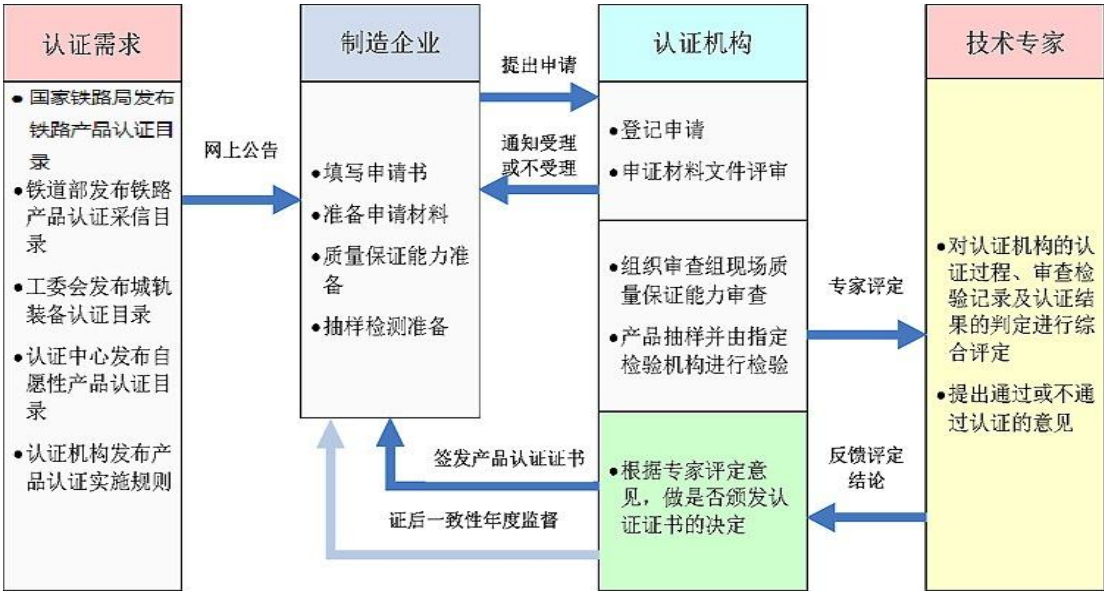 认证需求
● 国家铁路局发布
铁路产品认证目
录
●铁道部发布铁路
产品认证采信目
录
●工委会发布城轨
装备认证目录
●认证中心发布自
愿性产品认证目
录
●认证机构发布产
品认证实施规则
网上公告
制造企业
●填写申请书
●准备申请材料
●质量保证能力准
备
●抽样检测准备
提出申请
通知受理
或不受理
签发产品认证证书
证后一致性年度监督
认证机构
●登记申请
●申证材料文件评审
●组织审查组现场质
量保证能力审查
●产品抽样并由指定
检验机构进行检验
●根据专家评定意
见，做是否颁发认
证证书的决定
专家评定
反馈评定
结论
技术专家
●对认证机构的认
证过程、审查检
验记录及认证结
果的判定进行综
合评定
●提出通过或不通
过认证的意见